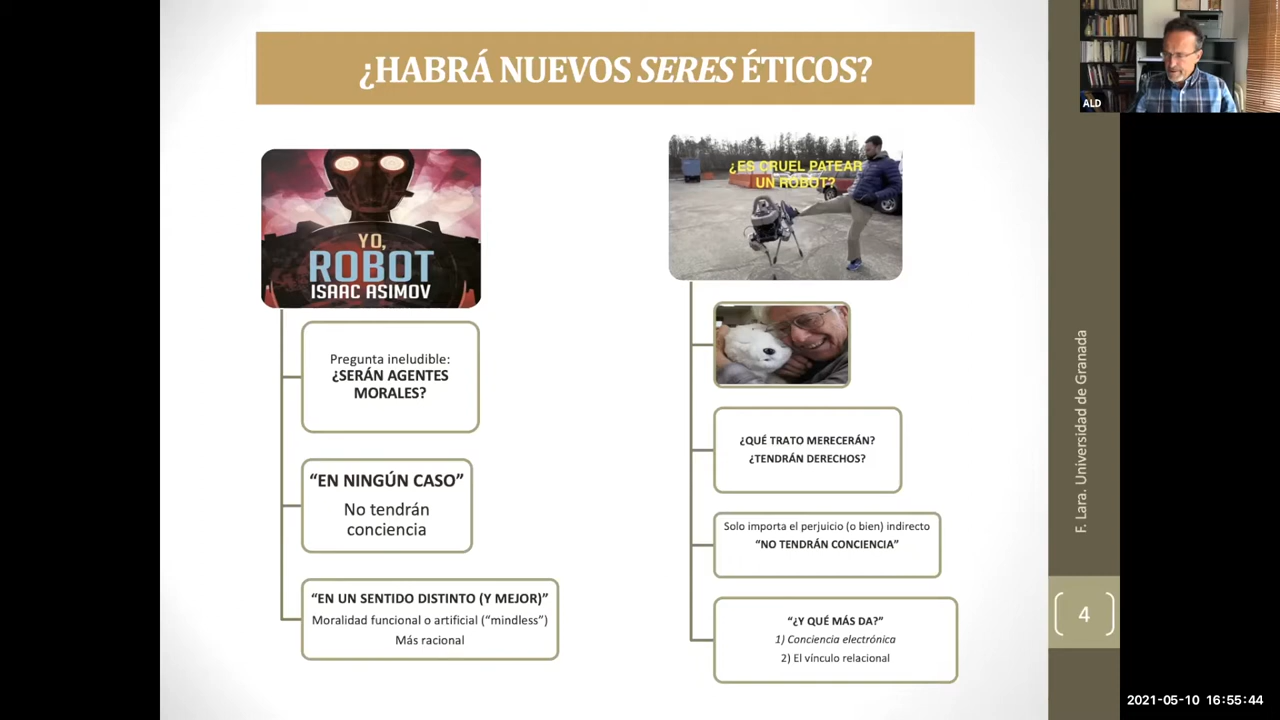 ¿HABRÁ NUEVOS SERES ÉTICOS?
ALD
YO,
ROBOT
ISAAC ASIMOV
Pregunta ineludible:
¿SERÁN AGENTES
MORALES?
“EN NINGÚN CASO”
No tendrán
conciencia
“EN UN SENTIDO DISTINTO (Y MEJOR)”
Moralidad funcional o artificial (“mindless”)
Más racional
¿ES CRUEL PATEAR
UN ROBOT?
¿QUÉ TRATO MERECERÁN?
¿TENDRÁN DERECHOS?
Solo importa el perjuicio (o bien) indirecto
“NO TENDRÁN CONCIENCIA”
“¿Y QUÉ MÁS DA?”
1) Conciencia electrónica
2) El vínculo relacional
F. Lara. Universidad de Granada
4
2021-05-10 16:55:44